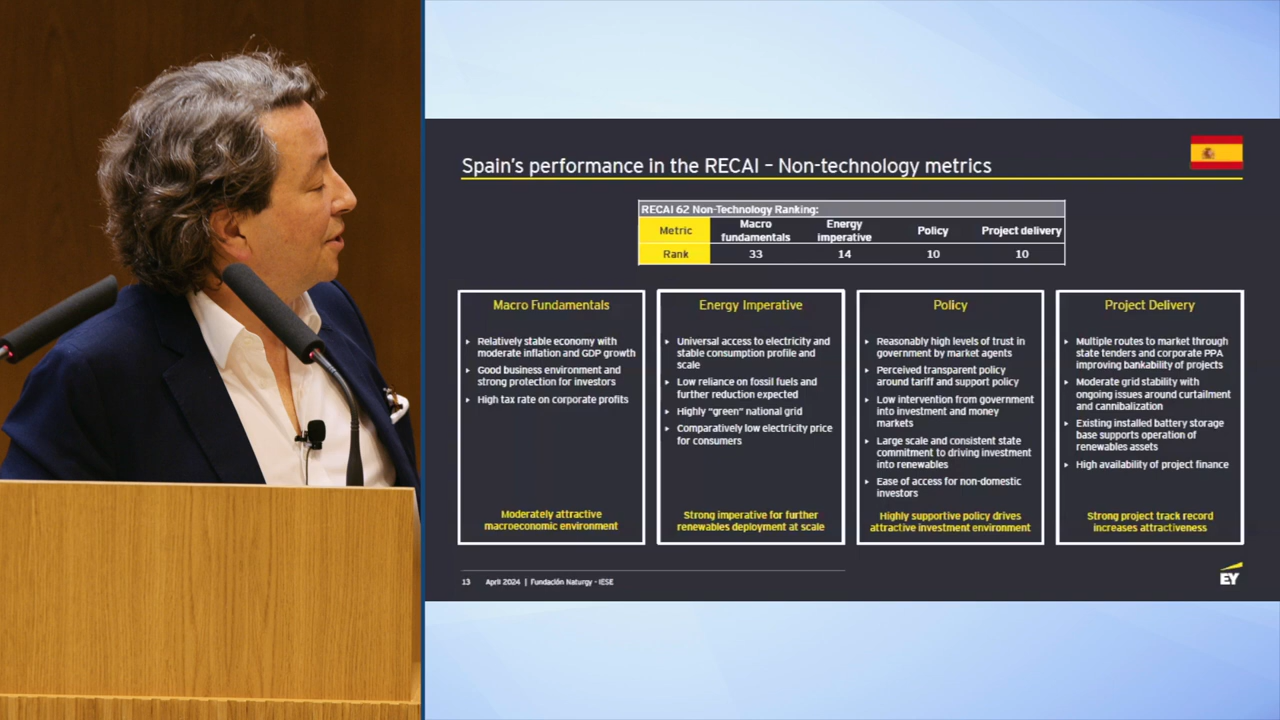 Spain's performance in the RECAI – Non-technology metrics
RECAI 62 Non-Technology Ranking:
Metric
Macro
fundamentals
Energy
imperative
Policy
Project delivery
Rank
33
14
10
10
Macro Fundamentals
Relatively stable economy with
moderate inflation and GDP growth
Good business environment and
strong protection for investors
High tax rate on corporate profits
Moderately attractive
macroeconomic environment
Energy Imperative
Universal access to electricity and
stable consumption profile and
scale
Low reliance on fossil fuels and
further reduction expected
Highly "green" national grid
Comparatively low electricity price
for consumers
Strong imperative for further
renewables deployment at scale
Policy
Reasonably high levels of trust in
government by market agents
Perceived transparent policy
around tariff and support policy
Low intervention from government
into investment and money
markets
Large scale and consistent state
commitment to driving investment
into renewables
Ease of access for non-domestic
investors
Highly supportive policy drives
attractive investment environment
Project Delivery
Multiple routes to market through
state tenders and corporate PPA
improving bankability of projects
Moderate grid stability with
ongoing issues around curtailment
and cannibalization
Existing installed battery storage
base supports operation of
renewables assets
High availability of project finance
Strong project track record
increases attractiveness
13 April 2024 | Fundación Naturgy - IESE
EY